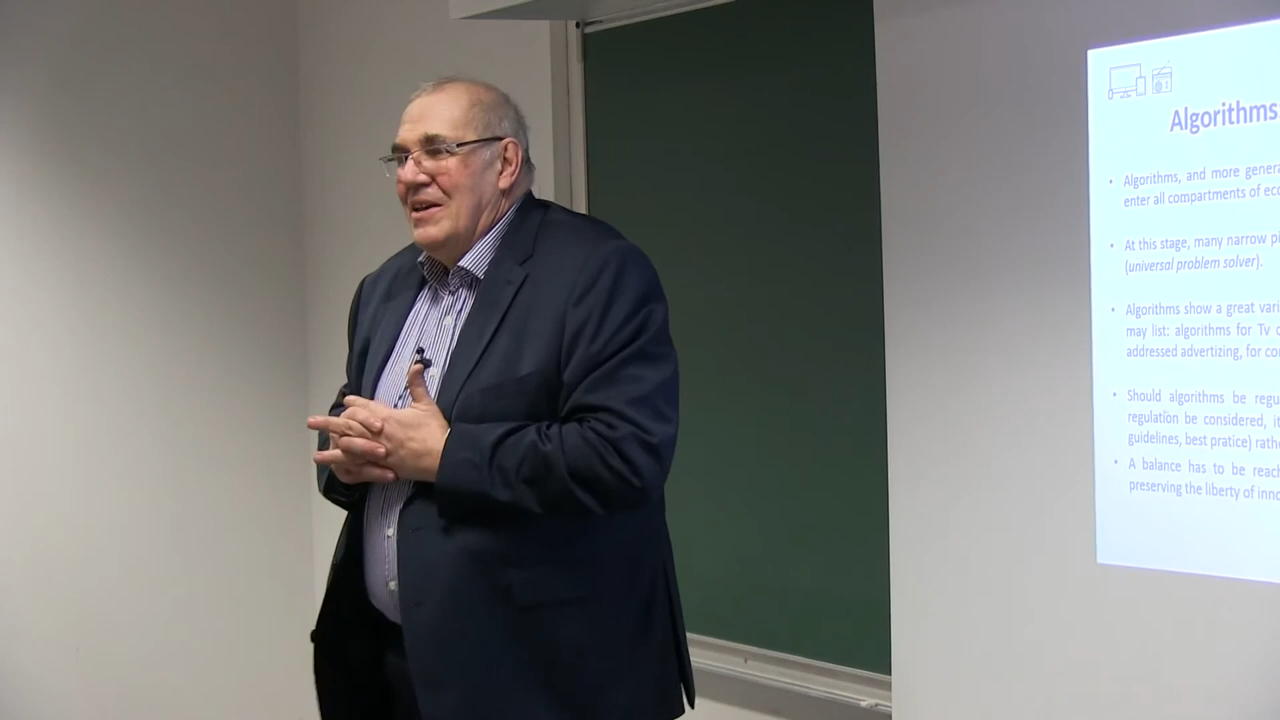 Algorithms:
Algorithms, and more genera
enter all compartments of eco
At this stage, many narrow pi
(universal problem solver).
Algorithms show a great vari
may list: algorithms for Tv c
addressed advertizing, for co
Should algorithms be regu
regulation be considered, it
guidelines, best pratice) rath
A balance has to be reach
preserving the liberty of inno